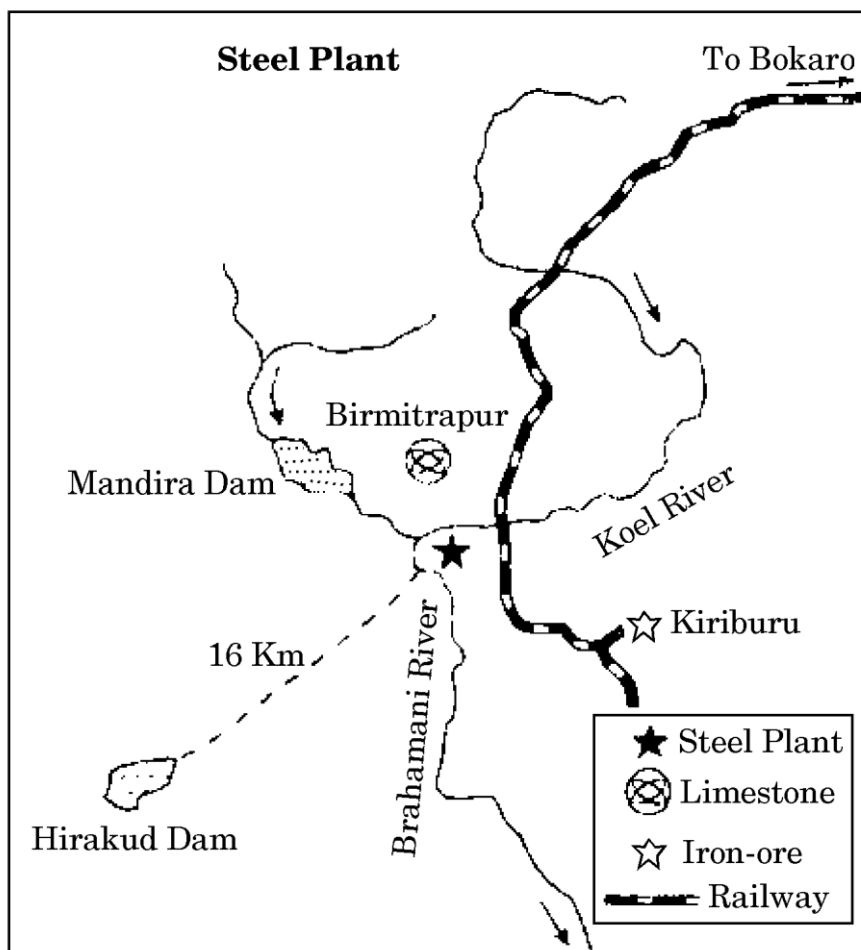 Steel Plant
To Bokaro
Birmitrapur
Mandira Dam
Koel River
16 Km
Brahamani River
Kiriburu
Hirakud Dam
Steel Plant
Limestone
Iron-ore
Railway